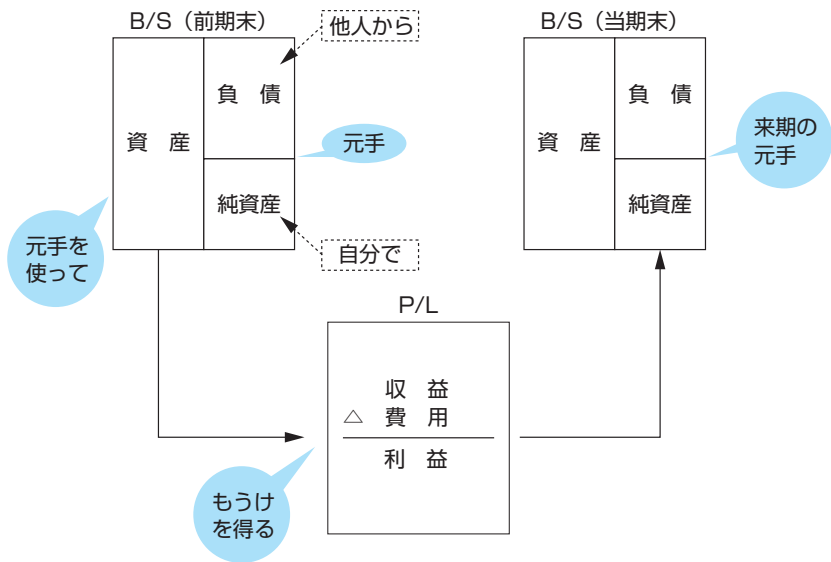 B/S（前期末）
他人から
負　債
資　産
元手
純資産
元手を
使って
自分で
B/S（当期末）
負　債
資　産
来期の
元手
純資産
P/L
収　益
△　費　用
利　益
もうけ
を得る